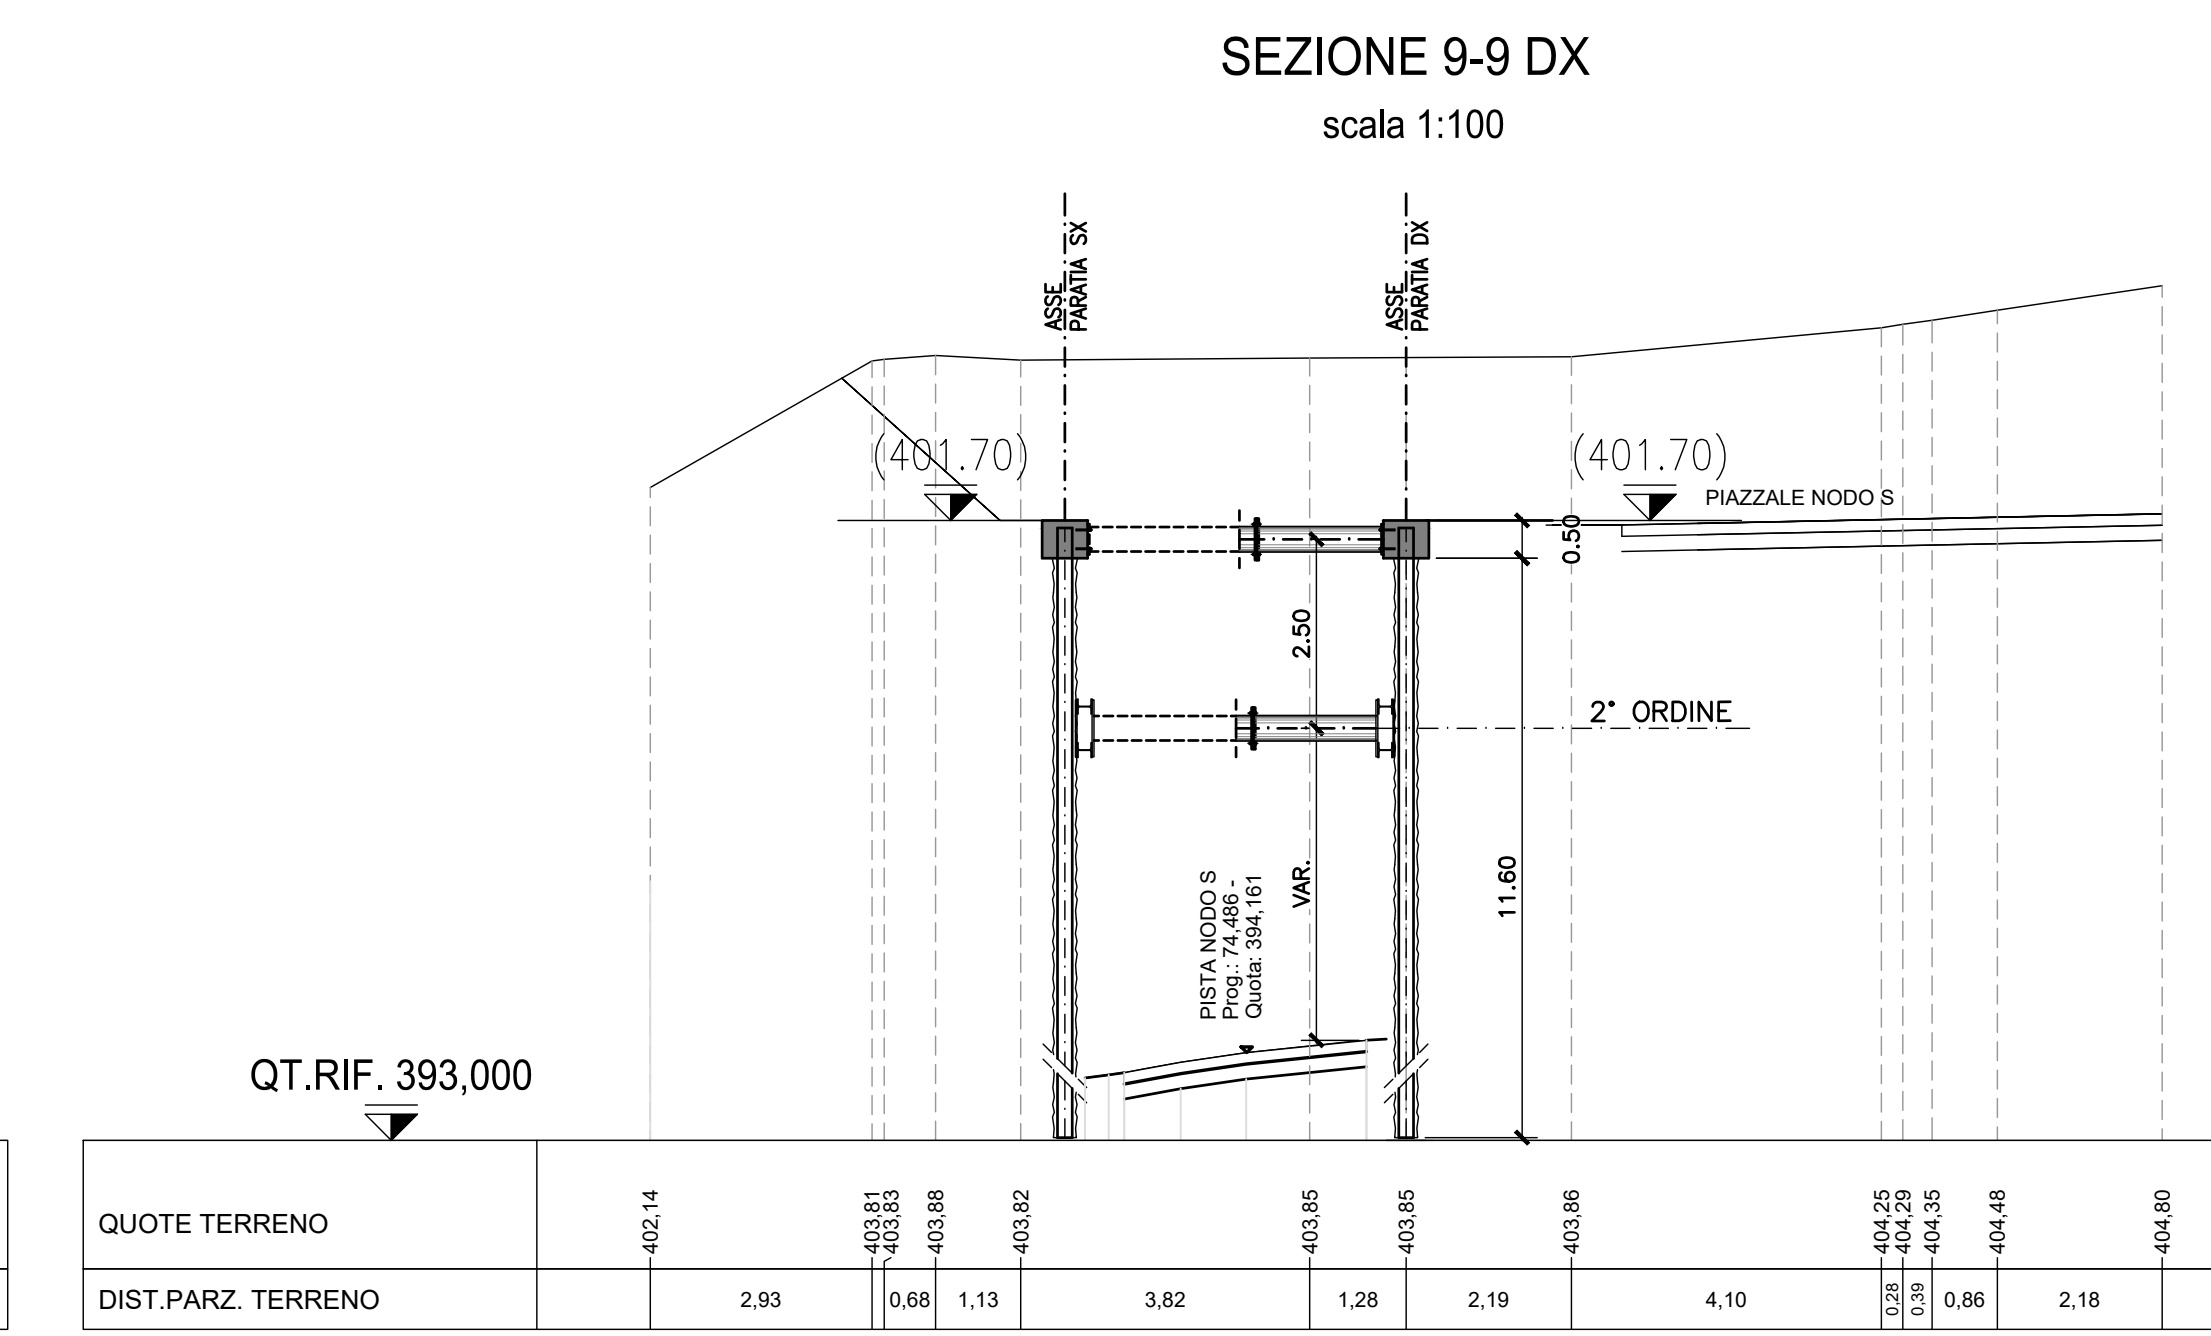 SEZIONE 9-9 DX
scala 1:100
ASSE
PARATIA SX
ASSE
PARATIA DX
(401.70)
(401.70)
PIAZZALE NODO S
0.50
2.50
2° ORDINE
VAR.
11.60
PISTA NODO S
Prog.: 74,486 -
Quota: 394,161
QT.RIF. 393,000
QUOTE TERRENO
402,14
403,81
403,83
403,88
403,82
403,85
403,85
403,86
404,25
404,29
404,35
404,48
404,80
DIST.PARZ. TERRENO
2,93
0,68
1,13
3,82
1,28
2,19
4,10
0,28
0,39
0,86
2,18